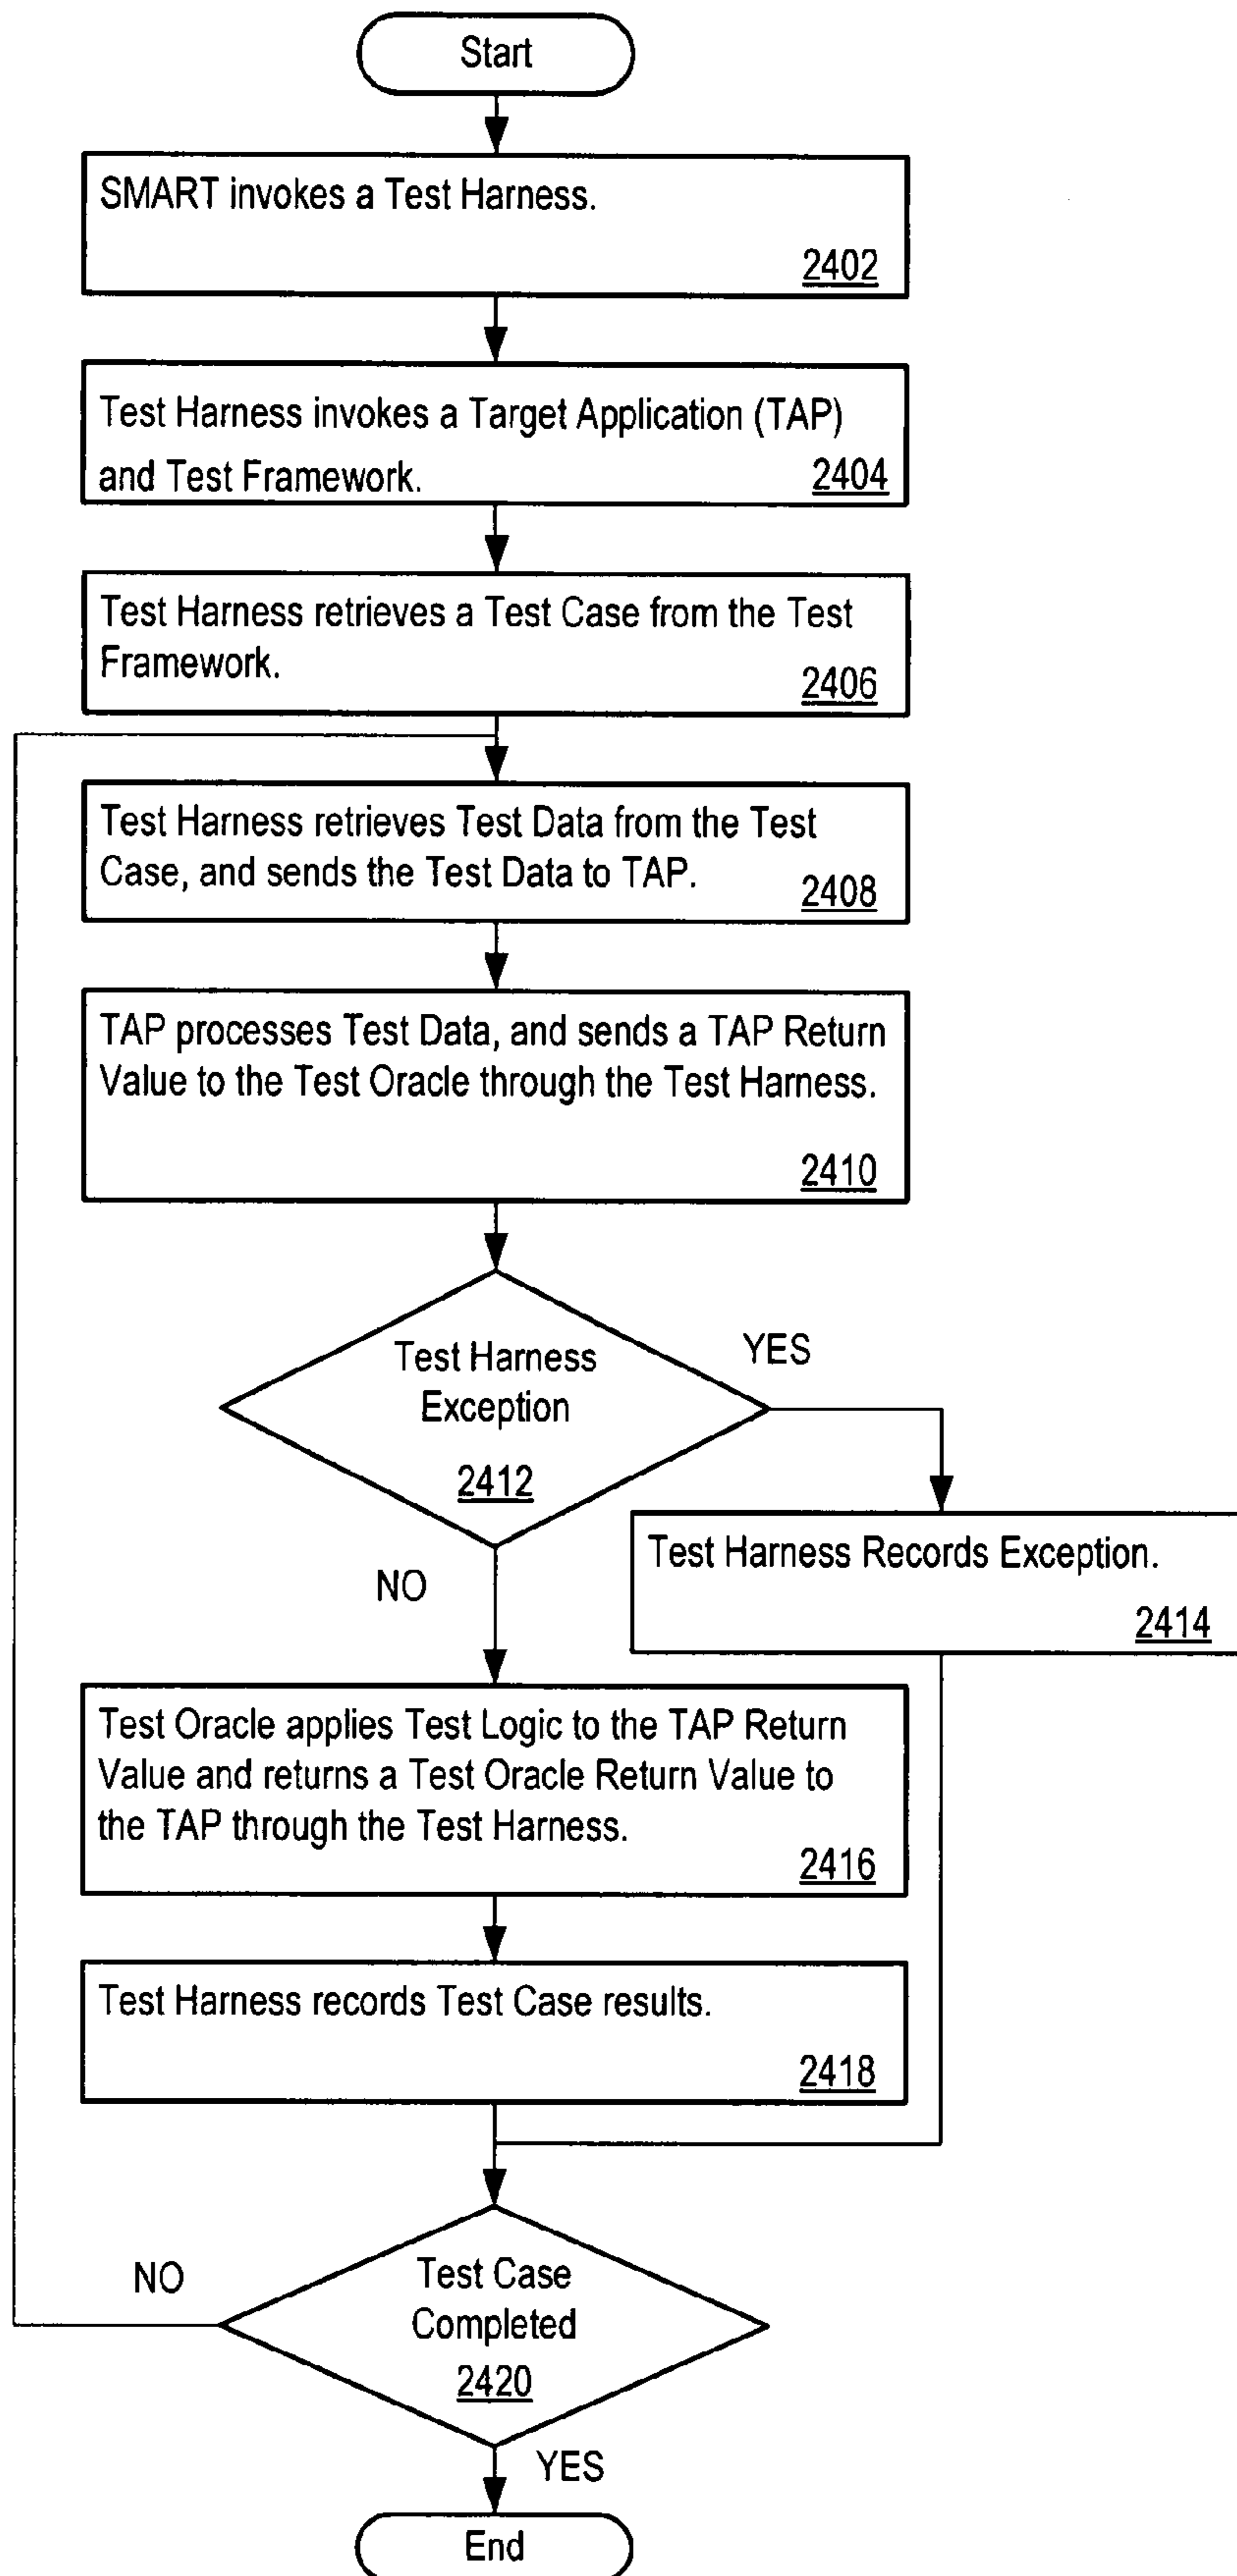 Start
SMART invokes a Test Harness.
2402
Test Harness invokes a Target Application (TAP)
and Test Framework.
2404
Test Harness retrieves a Test Case from the Test
Framework.
2406
Test Harness retrieves Test Data from the Test
Case, and sends the Test Data to TAP.
2408
TAP processes Test Data, and sends a TAP Return
Value to the Test Oracle through the Test Harness.
2410
Test Harness
Exception
2412
YES
NO
Test Harness Records Exception.
2414
Test Oracle applies Test Logic to the TAP Return
Value and returns a Test Oracle Return Value to
the TAP through the Test Harness.
2416
Test Harness records Test Case results.
2418
NO
Test Case
Completed
2420
YES
End